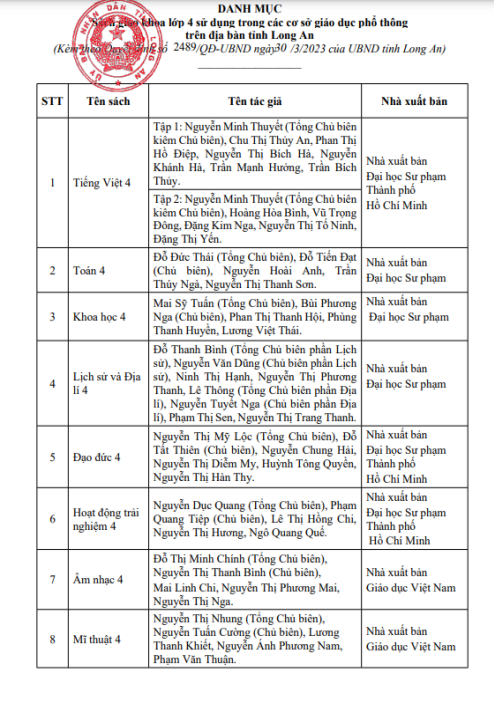 DANH MỤC
Sách giáo khoa lớp 4 sử dụng trong các cơ sở giáo dục phổ thông
trên địa bàn tỉnh Long An
(Kèm theo Quyết định số 2489/QĐ-UBND ngày 30 /3/2023 của UBND tỉnh Long An)
STT Tên sách Tên tác giả Nhà xuất bản
1
Tiếng Việt 4
Tập 1: Nguyễn Minh Thuyết (Tổng Chủ biên
kiêm Chủ biên), Chu Thị Thủy An, Phan Thị
Hồ Điệp, Nguyễn Thị Bích Hà, Nguyễn
Khánh Hà, Trần Mạnh Hưởng, Trần Bích
Thủy.
Tập 2: Nguyễn Minh Thuyết (Tổng Chủ biên
kiêm Chủ biên), Hoàng Hòa Bình, Vũ Trọng
Đông, Đặng Kim Nga, Nguyễn Thị Tố Ninh,
Đặng Thị Yến.
Nhà xuất bản
Đại học Sư phạm
Thành phố
Hồ Chí Minh
2
Toán 4
Đỗ Đức Thái (Tổng Chủ biên), Đỗ Tiến Đạt
(Chủ biên), Nguyễn Hoài Anh, Trần
Thúy Ngà, Nguyễn Thị Thanh Sơn.
Nhà xuất bản
Đại học Sư phạm
3
Khoa học 4
Mai Sỹ Tuấn (Tổng Chủ biên), Bùi Phương
Nga (Chủ biên), Phan Thị Thanh Hội, Phùng
Thanh Huyền, Lương Việt Thái.
Nhà xuất bản
Đại học Sư phạm
4
Lịch sử và Địa
lí 4
Đỗ Thanh Bình (Tổng Chủ biên phần Lịch
sử), Nguyễn Văn Dũng (Chủ biên phần Lịch
sử), Ninh Thị Hạnh, Nguyễn Thị Phương
Thanh, Lê Thông (Tổng Chủ biên phần Địa
lí), Nguyễn Tuyết Nga (Chủ biên phần Địa
lí), Phạm Thị Sen, Nguyễn Thị Trang Thanh.
Nhà xuất bản
Đại học Sư phạm
5
Đạo đức 4
Nguyễn Thị Mỹ Lộc (Tổng Chủ biên), Đỗ
Tất Thiên (Chủ biên), Nguyễn Chung Hải,
Nguyễn Thị Diễm My, Huỳnh Tông Quyền,
Nguyễn Thị Hàn Thy.
Nhà xuất bản
Đại học Sư phạm
Thành phố
Hồ Chí Minh
6
Hoạt động trải
nghiệm 4
Nguyễn Dục Quang (Tổng Chủ biên), Phạm
Quang Tiệp (Chủ biên), Lê Thị Hồng Chi,
Nguyễn Thị Hương, Ngô Quang Quế.
Nhà xuất bản
Đại học Sư phạm
Thành phố
Hồ Chí Minh
7
Âm nhạc 4
Đỗ Thị Minh Chính (Tổng Chủ biên),
Nguyễn Thị Thanh Bình (Chủ biên),
Mai Linh Chi, Nguyễn Thị Phương Mai,
Nguyễn Thị Nga.
Nhà xuất bản
Giáo dục Việt Nam
8
Mĩ thuật 4
Nguyễn Thị Nhung (Tổng Chủ biên),
Nguyễn Tuấn Cường (Chủ biên), Lương
Thanh Khiết, Nguyễn Ánh Phương Nam,
Phạm Văn Thuận.
Nhà xuất bản
Giáo dục Việt Nam